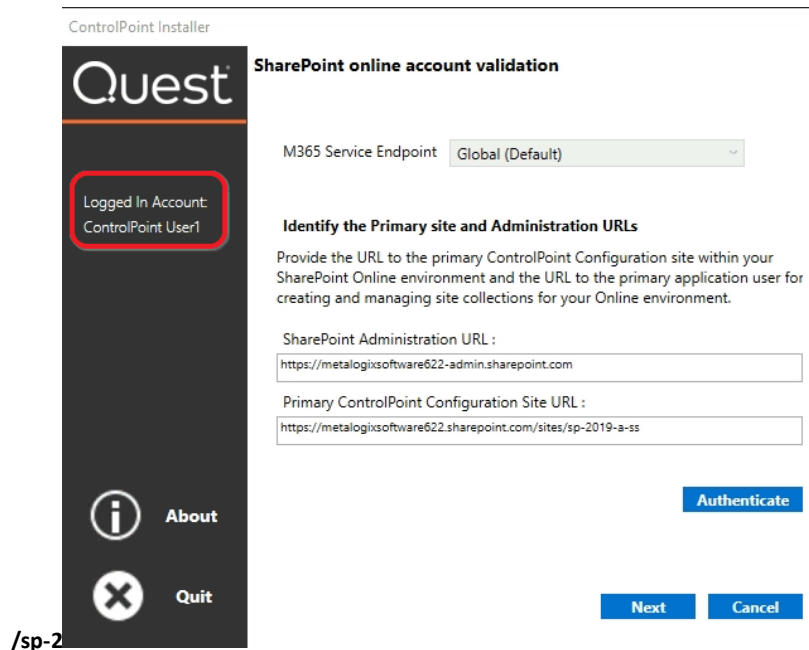 ControlPoint Installer
Quest
SharePoint online account validation
M365 Service Endpoint Global (Default)
Logged In Account:
ControlPoint User1
Identify the Primary site and Administration URLs
Provide the URL to the primary ControlPoint Configuration site within your
SharePoint Online environment and the URL to the primary application user for
creating and managing site collections for your Online environment.
SharePoint Administration URL :
https://metalogixsoftware622-admin.sharepoint.com
Primary ControlPoint Configuration Site URL :
https://metalogixsoftware622.sharepoint.com/sites/sp-2019-a-ss
Authenticate
About
Quit
Next Cancel
/sp-2